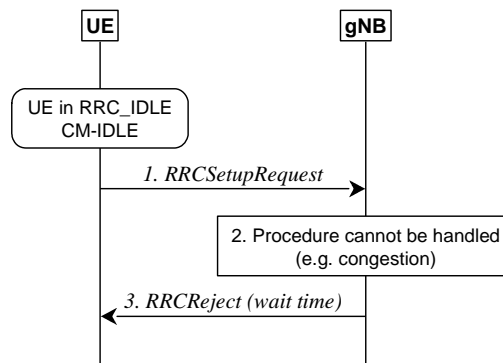 UE
gNB
UE in RRC_IDLE
CM-IDLE
1. RRCSetupRequest
2. Procedure cannot be handled
(e.g. congestion)
3. RRCReject (wait time)